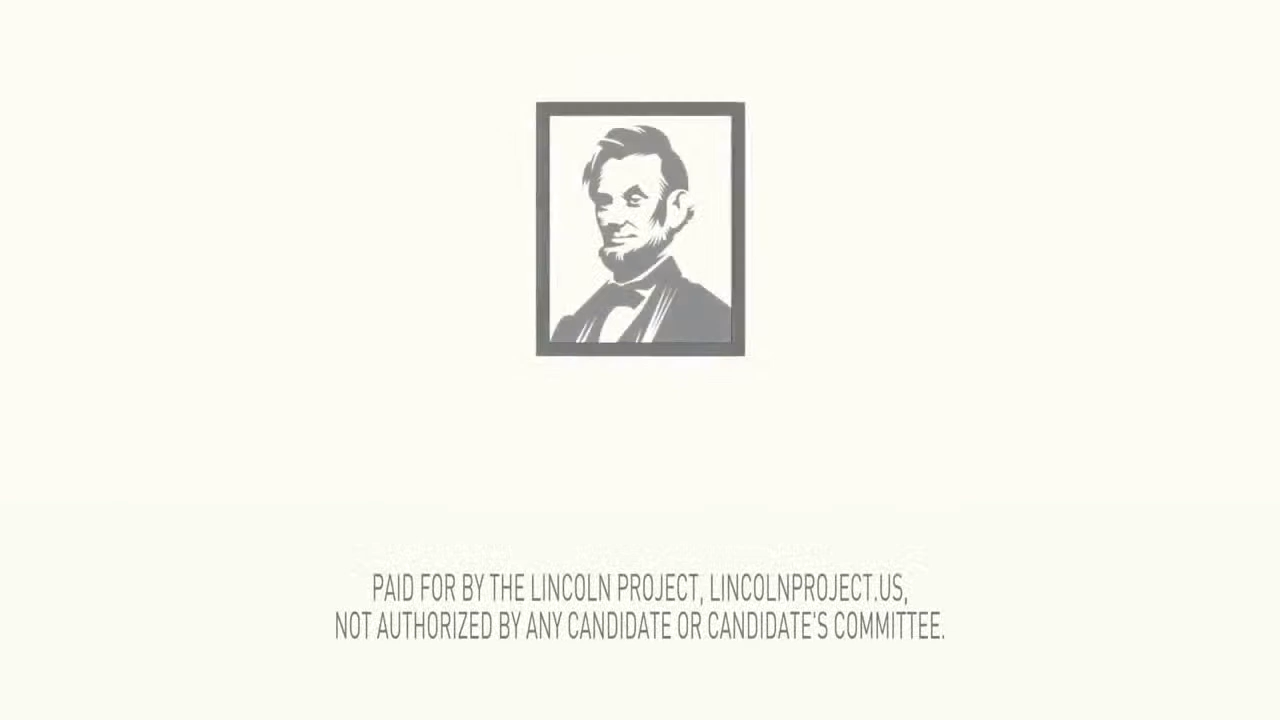 PAID FOR BY THE LINCOLN PROJECT, LINCOLNPROJECT.US,
NOT AUTHORIZED BY ANY CANDIDATE OR CANDIDATE'S COMMITTEE.